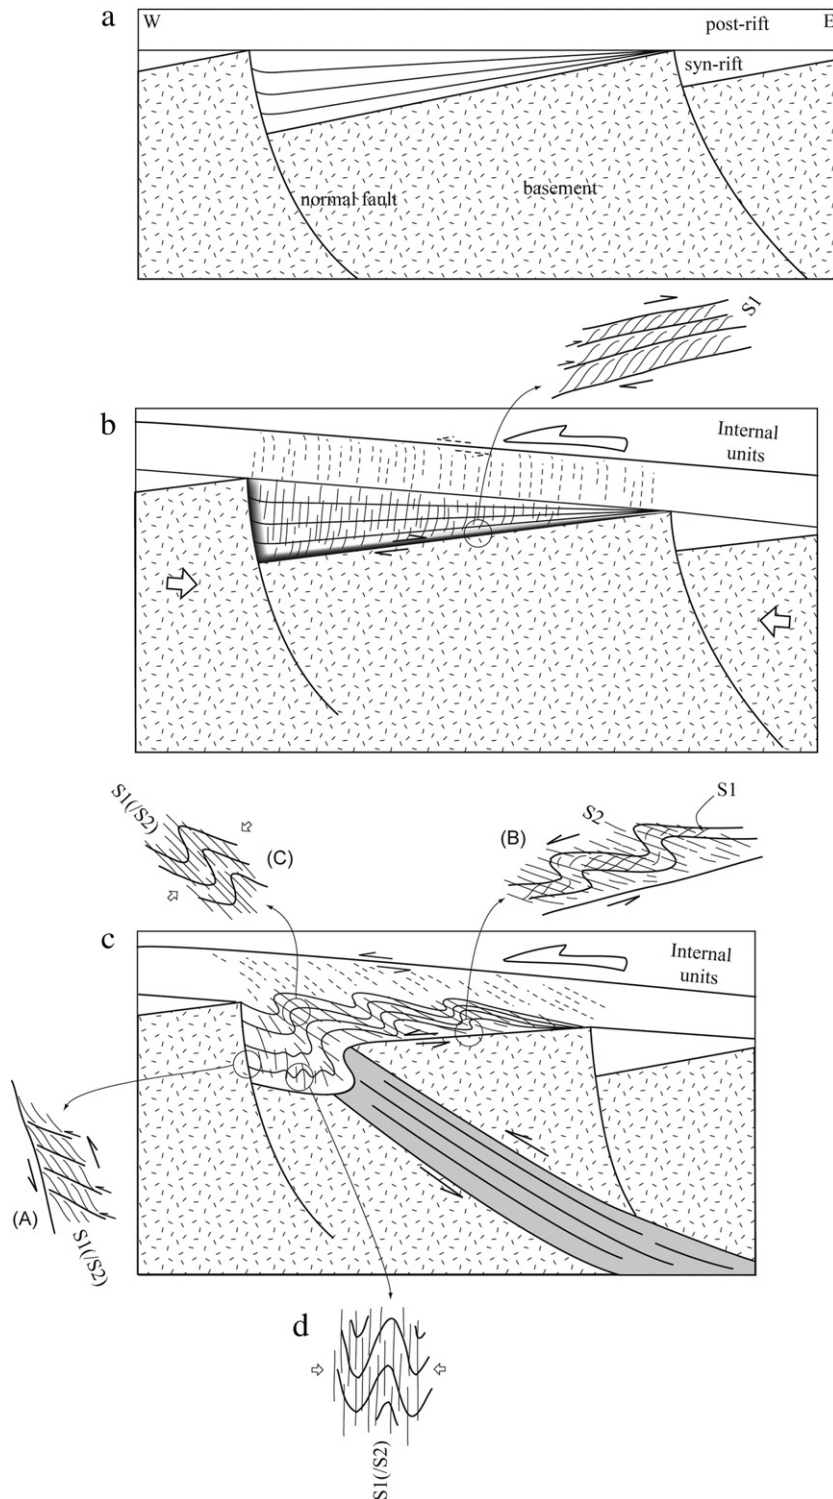 a
W
post-rift
E
syn-rift
normal fault
basement
S1
b
Internal
units
S1(/S2)
(C)
S1
S2
(B)
c
Internal
units
(A)
S1(/S2)
d
S1(/S2)